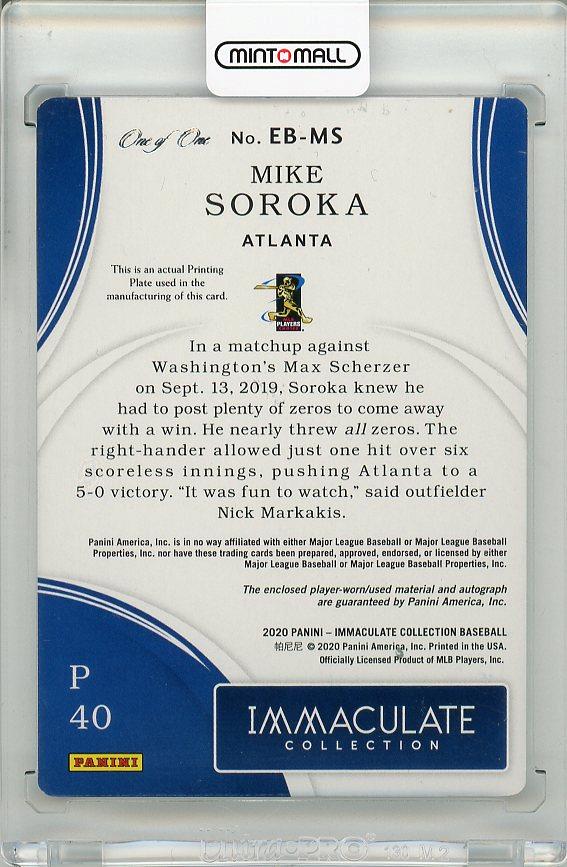 MINT MALL
One of One No. EB-MS
MIKE
SOROKA
ATLANTA
This is an actual Printing
Plate used in the
manufacturing of this card.
MLB
PLAYERS
In a matchup against
Washington's Max Scherzer
on Sept. 13, 2019, Soroka knew he
had to post plenty of zeros to come away
with a win. He nearly threw all zeros. The
right-hander allowed just one hit over six
scoreless innings, pushing Atlanta to a
5-0 victory. “It was fun to watch,” said outfielder
Nick Markakis.
Panini America, Inc. is in no way affiliated with either Major League Baseball or Major League Baseball
Properties, Inc. nor have these trading cards been prepared, approved, endorsed, or licensed by either
Major League Baseball or Major League Baseball Properties, Inc.
The enclosed player-worn/used material and autograph
are guaranteed by Panini America, Inc.
2020 PANINI – IMMACULATE COLLECTION BASEBALL
帕尼尼 © 2020 Panini America, Inc. Printed in the USA.
Officially Licensed Product of MLB Players, Inc.
P
40
PANINI
IMMACULATE
COLLECTION
Ultra·PRO®